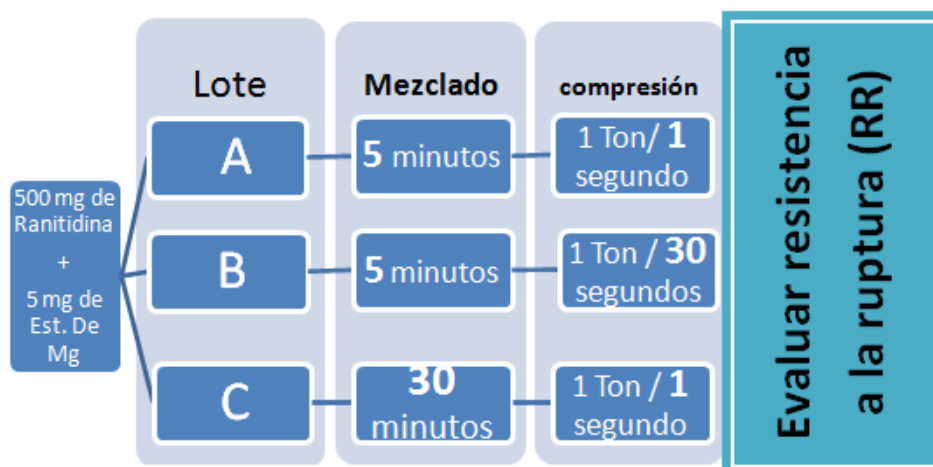 Lote
Mezclado
compresión
500 mg de
Ranitidina
+
5 mg de
Est. De
Mg
A
5 minutos
1 Ton/ 1
segundo
B
5 minutos
1 Ton / 30
segundos
C
30
minutos
1 Ton / 1
segundo
Evaluar resistencia
a la ruptura (RR)